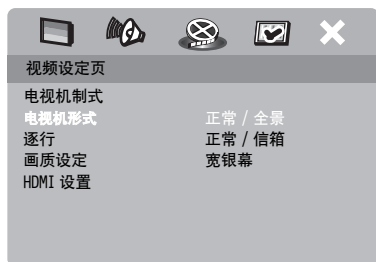 视频设定页
电视机制式
电视机形式 正常 / 全景
逐行 正常 / 信箱
画质设定 宽银幕
HDMI 设置